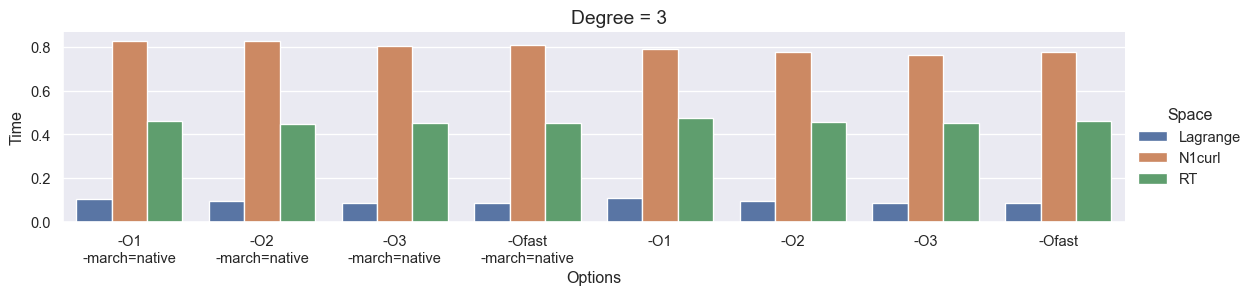 Degree = 3
Time
0.8
0.6
0.4
0.2
0.0
-O1
-march=native
-O2
-march=native
-O3
-march=native
-Ofast
-march=native
-O1
-O2
-O3
-Ofast
Options
Space
Lagrange
N1curl
RT